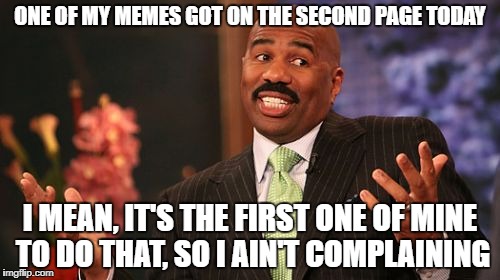 ONE OF MY MEMES GOT ON THE SECOND PAGE TODAY
I MEAN, IT'S THE FIRST ONE OF MINE
TO DO THAT, SO I AIN'T COMPLAINING
imgflip.com